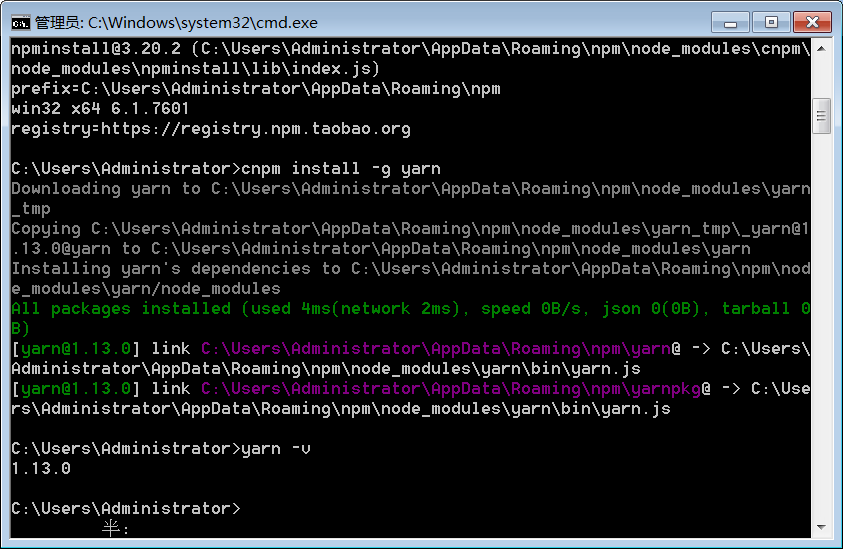 管理员: C:\Windows\system32\cmd.exe
npminstall@3.20.2 (C:\Users\Administrator\AppData\Roaming\npm\node_modules\cnpm\
node_modules\npminstall\lib\index.js)
prefix=C:\Users\Administrator\AppData\Roaming\npm
win32 x64 6.1.7601
registry=https://registry.npm.taobao.org
C:\Users\Administrator>cnpm install -g yarn
Downloading yarn to C:\Users\Administrator\AppData\Roaming\npm\node_modules\yarn
_tmp
Copying C:\Users\Administrator\AppData\Roaming\npm\node_modules\yarn_tmp\_yarn@1
.13.0@yarn to C:\Users\Administrator\AppData\Roaming\npm\node_modules\yarn
Installing yarn's dependencies to C:\Users\Administrator\AppData\Roaming\npm\nod
e_modules\yarn/node_modules
All packages installed (used 4ms(network 2ms), speed 0B/s, json 0(0B), tarball 0
B)
[yarn@1.13.0] link C:\Users\Administrator\AppData\Roaming\npm\yarn@ -> C:\Users\
Administrator\AppData\Roaming\npm\node_modules\yarn\bin\yarn.js
[yarn@1.13.0] link C:\Users\Administrator\AppData\Roaming\npm\yarnpkg@ -> C:\Use
rs\Administrator\AppData\Roaming\npm\node_modules\yarn\bin\yarn.js
C:\Users\Administrator>yarn -v
1.13.0
C:\Users\Administrator>
半: